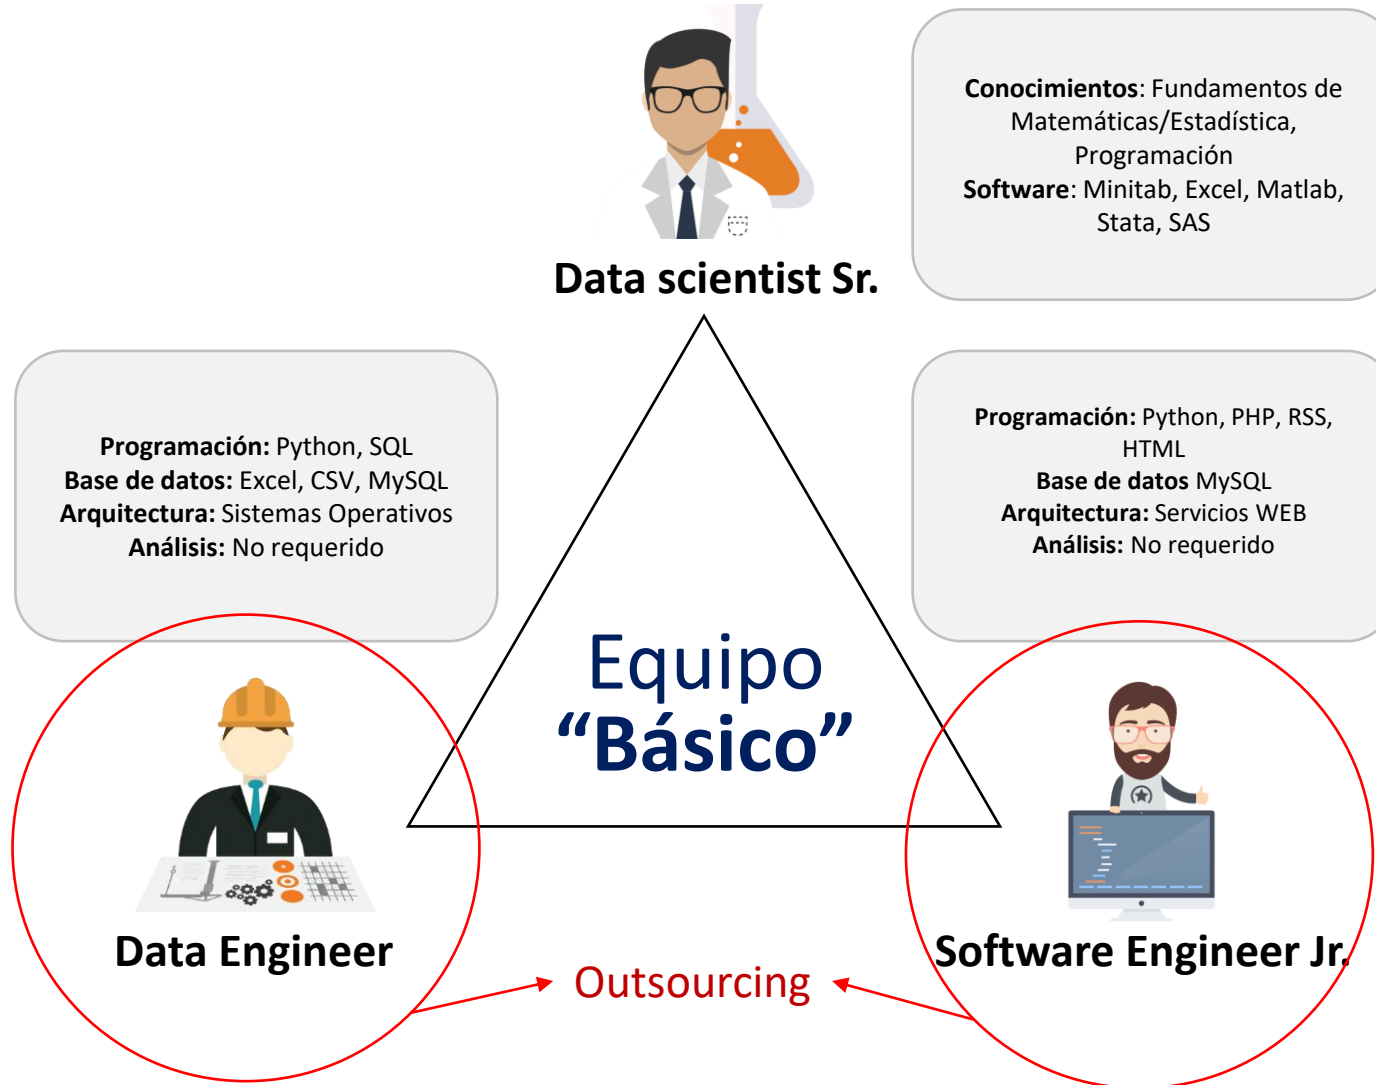 Conocimientos: Fundamentos de
Matemáticas/Estadística,
Programación
Software: Minitab, Excel, Matlab,
Stata, SAS
Data scientist Sr.
Programación: Python, SQL
Base de datos: Excel, CSV, MySQL
Arquitectura: Sistemas Operativos
Análisis: No requerido
Programación: Python, PHP, RSS,
HTML
Base de datos MySQL
Arquitectura: Servicios WEB
Análisis: No requerido
Equipo
“Básico”
Data Engineer
Software Engineer Jr.
Outsourcing